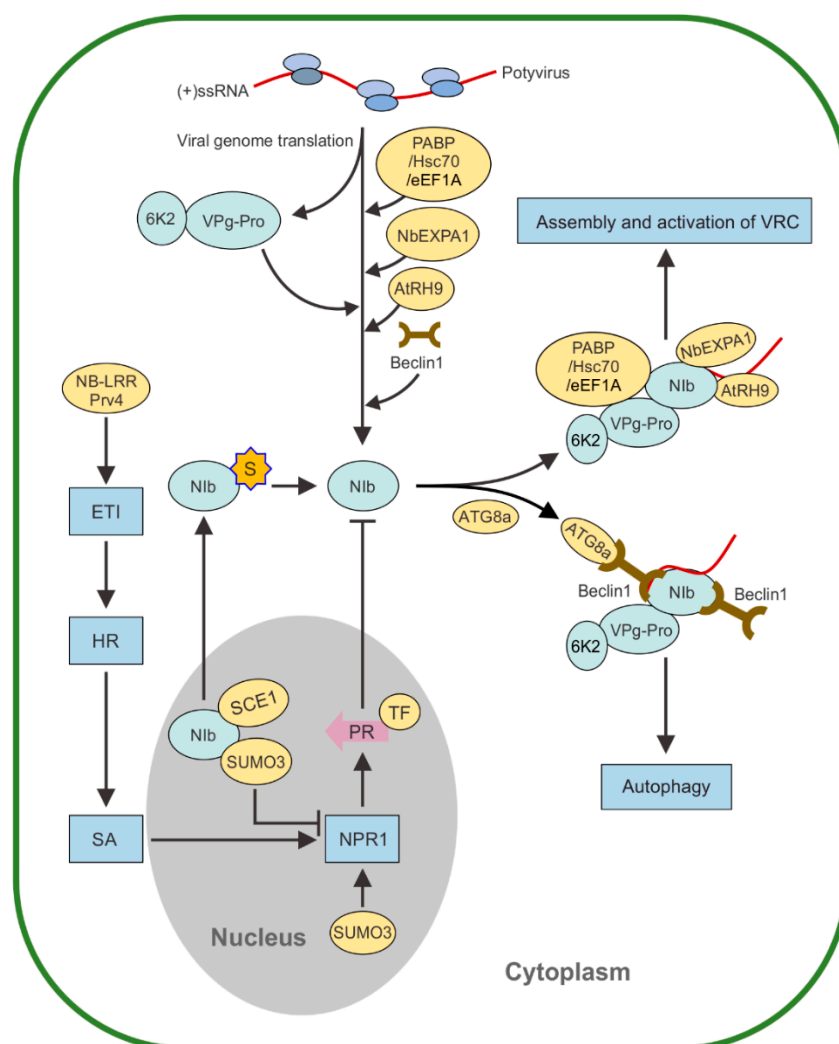 (+)ssRNA
Potyvirus
Viral genome translation
PABP
/Hsc70
/eEF1A
6K2
VPg-Pro
NbEXPA1
AtRH9
Beclin1
Assembly and activation of VRC
PABP
/Hsc70
/eEF1A
NbEXPA1
NIb
AtRH9
VPg-Pro
6K2
NB-LRR
Prv4
ETI
HR
SA
NIb
S
NIb
ATG8a
ATG8a
Beclin1
NIb
Beclin1
VPg-Pro
6K2
Autophagy
SCE1
NIb
SUMO3
TF
PR
NPR1
SUMO3
Nucleus
Cytoplasm